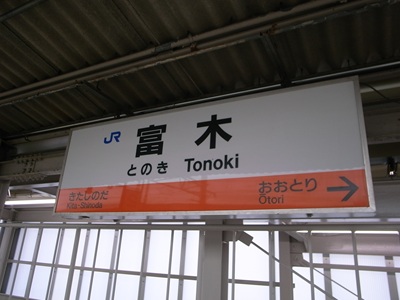 JR 富木
とのき Tonoki
きたしのだ おおとり →
Kita-Shinoda Ōtori